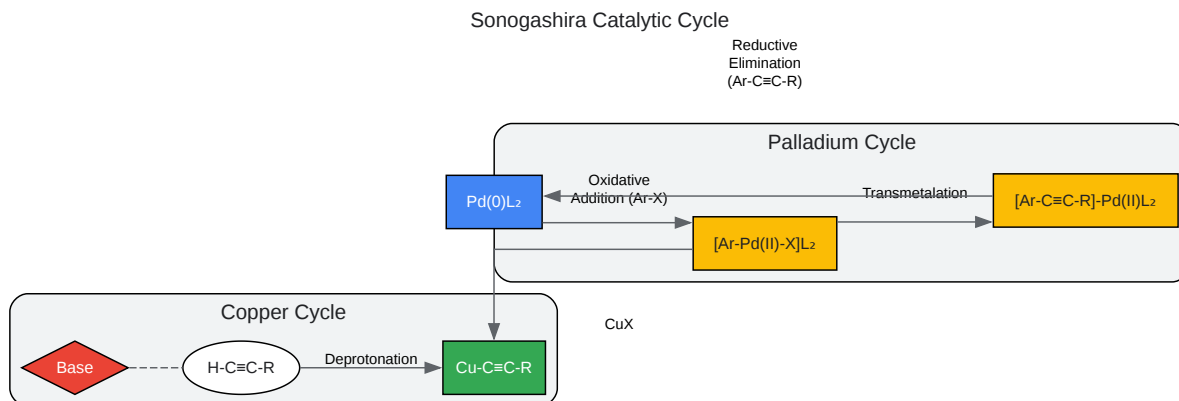 Sonogashira Catalytic Cycle
Reductive
Elimination
(Ar-C≡C-R)
Palladium Cycle
Oxidative
Addition (Ar-X)
Transmetalation
Pd(0)L₂
[Ar-C≡C-R]-Pd(II)L₂
[Ar-Pd(II)-X]L₂
Copper Cycle
CuX
Base
H-C≡C-R
Deprotonation
Cu-C≡C-R